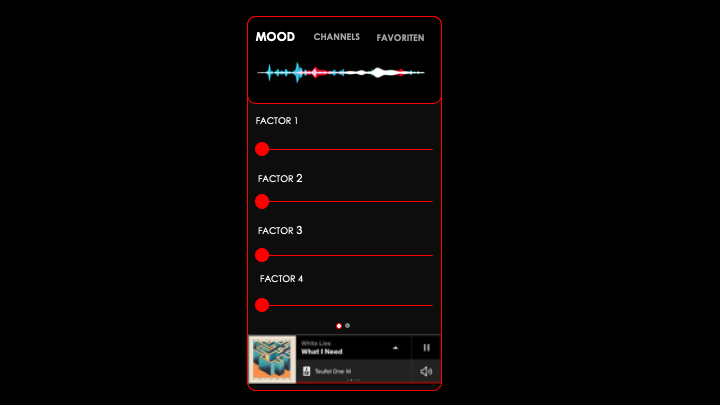 MOOD CHANNELS FAVORITEN
FACTOR 1
FACTOR 2
FACTOR 3
FACTOR 4
White Lies
What I Need
Teufel One M